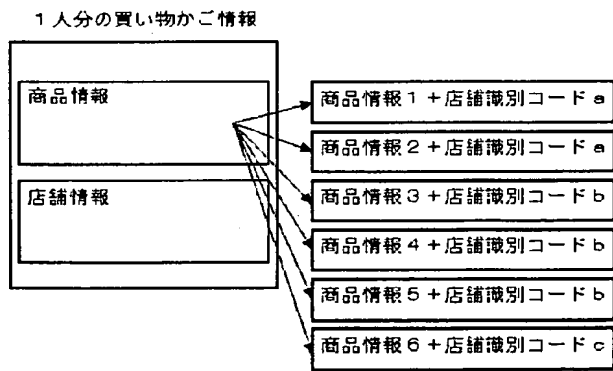 1人分の買い物かご情報
商品情報
店舗情報
商品情報1+店舗識別コードa
商品情報2+店舗識別コードa
商品情報3+店舗識別コードb
商品情報4+店舗識別コードb
商品情報5+店舗識別コードb
商品情報6+店舗識別コードc